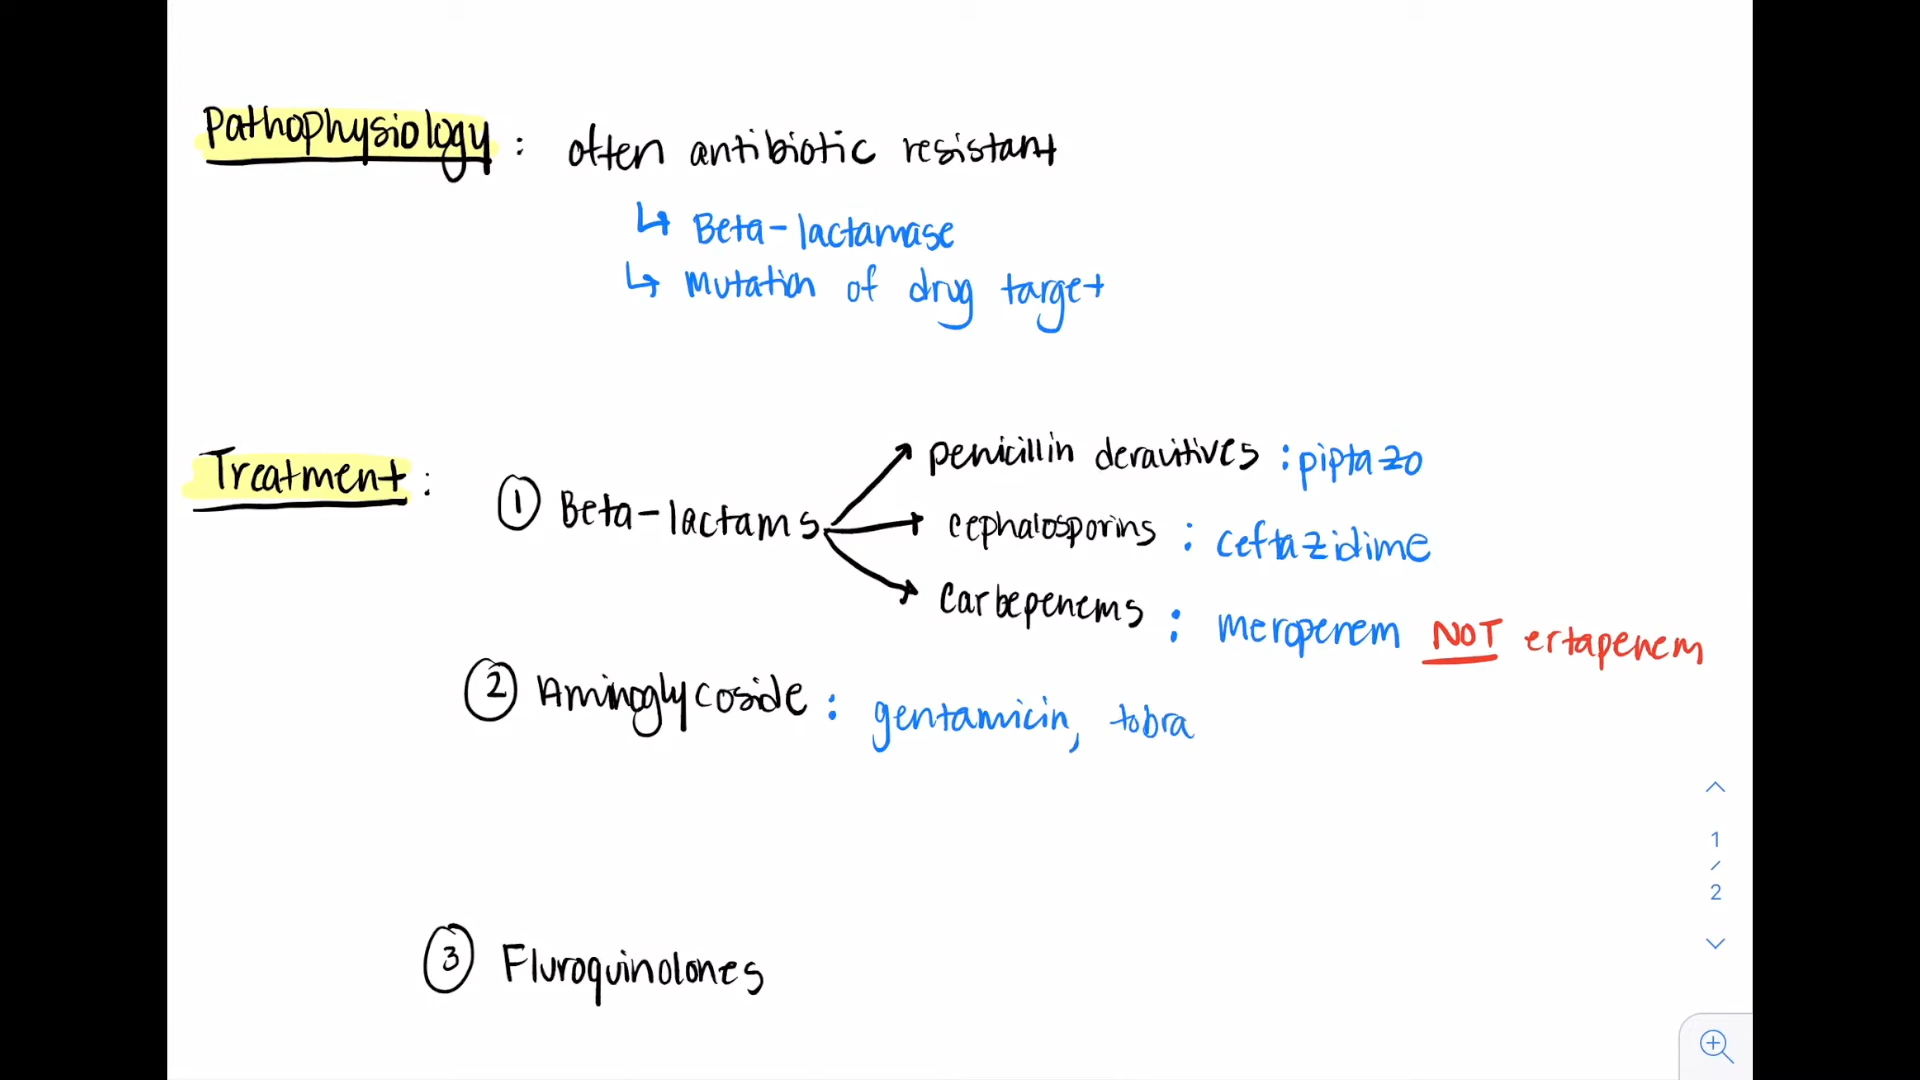 Pathophysiology : often antibiotic resistant
↳ Beta-lactamase
↳ mutation of drug target
Treatment : ① Beta-lactams
penicillin deravitives : piptazo
cephalosporins : ceftazidime
carbepenems : meropenem NOT ertapenem
② Aminoglycoside : gentamicin, tobra
③ Fluroquinolones
1
/
2